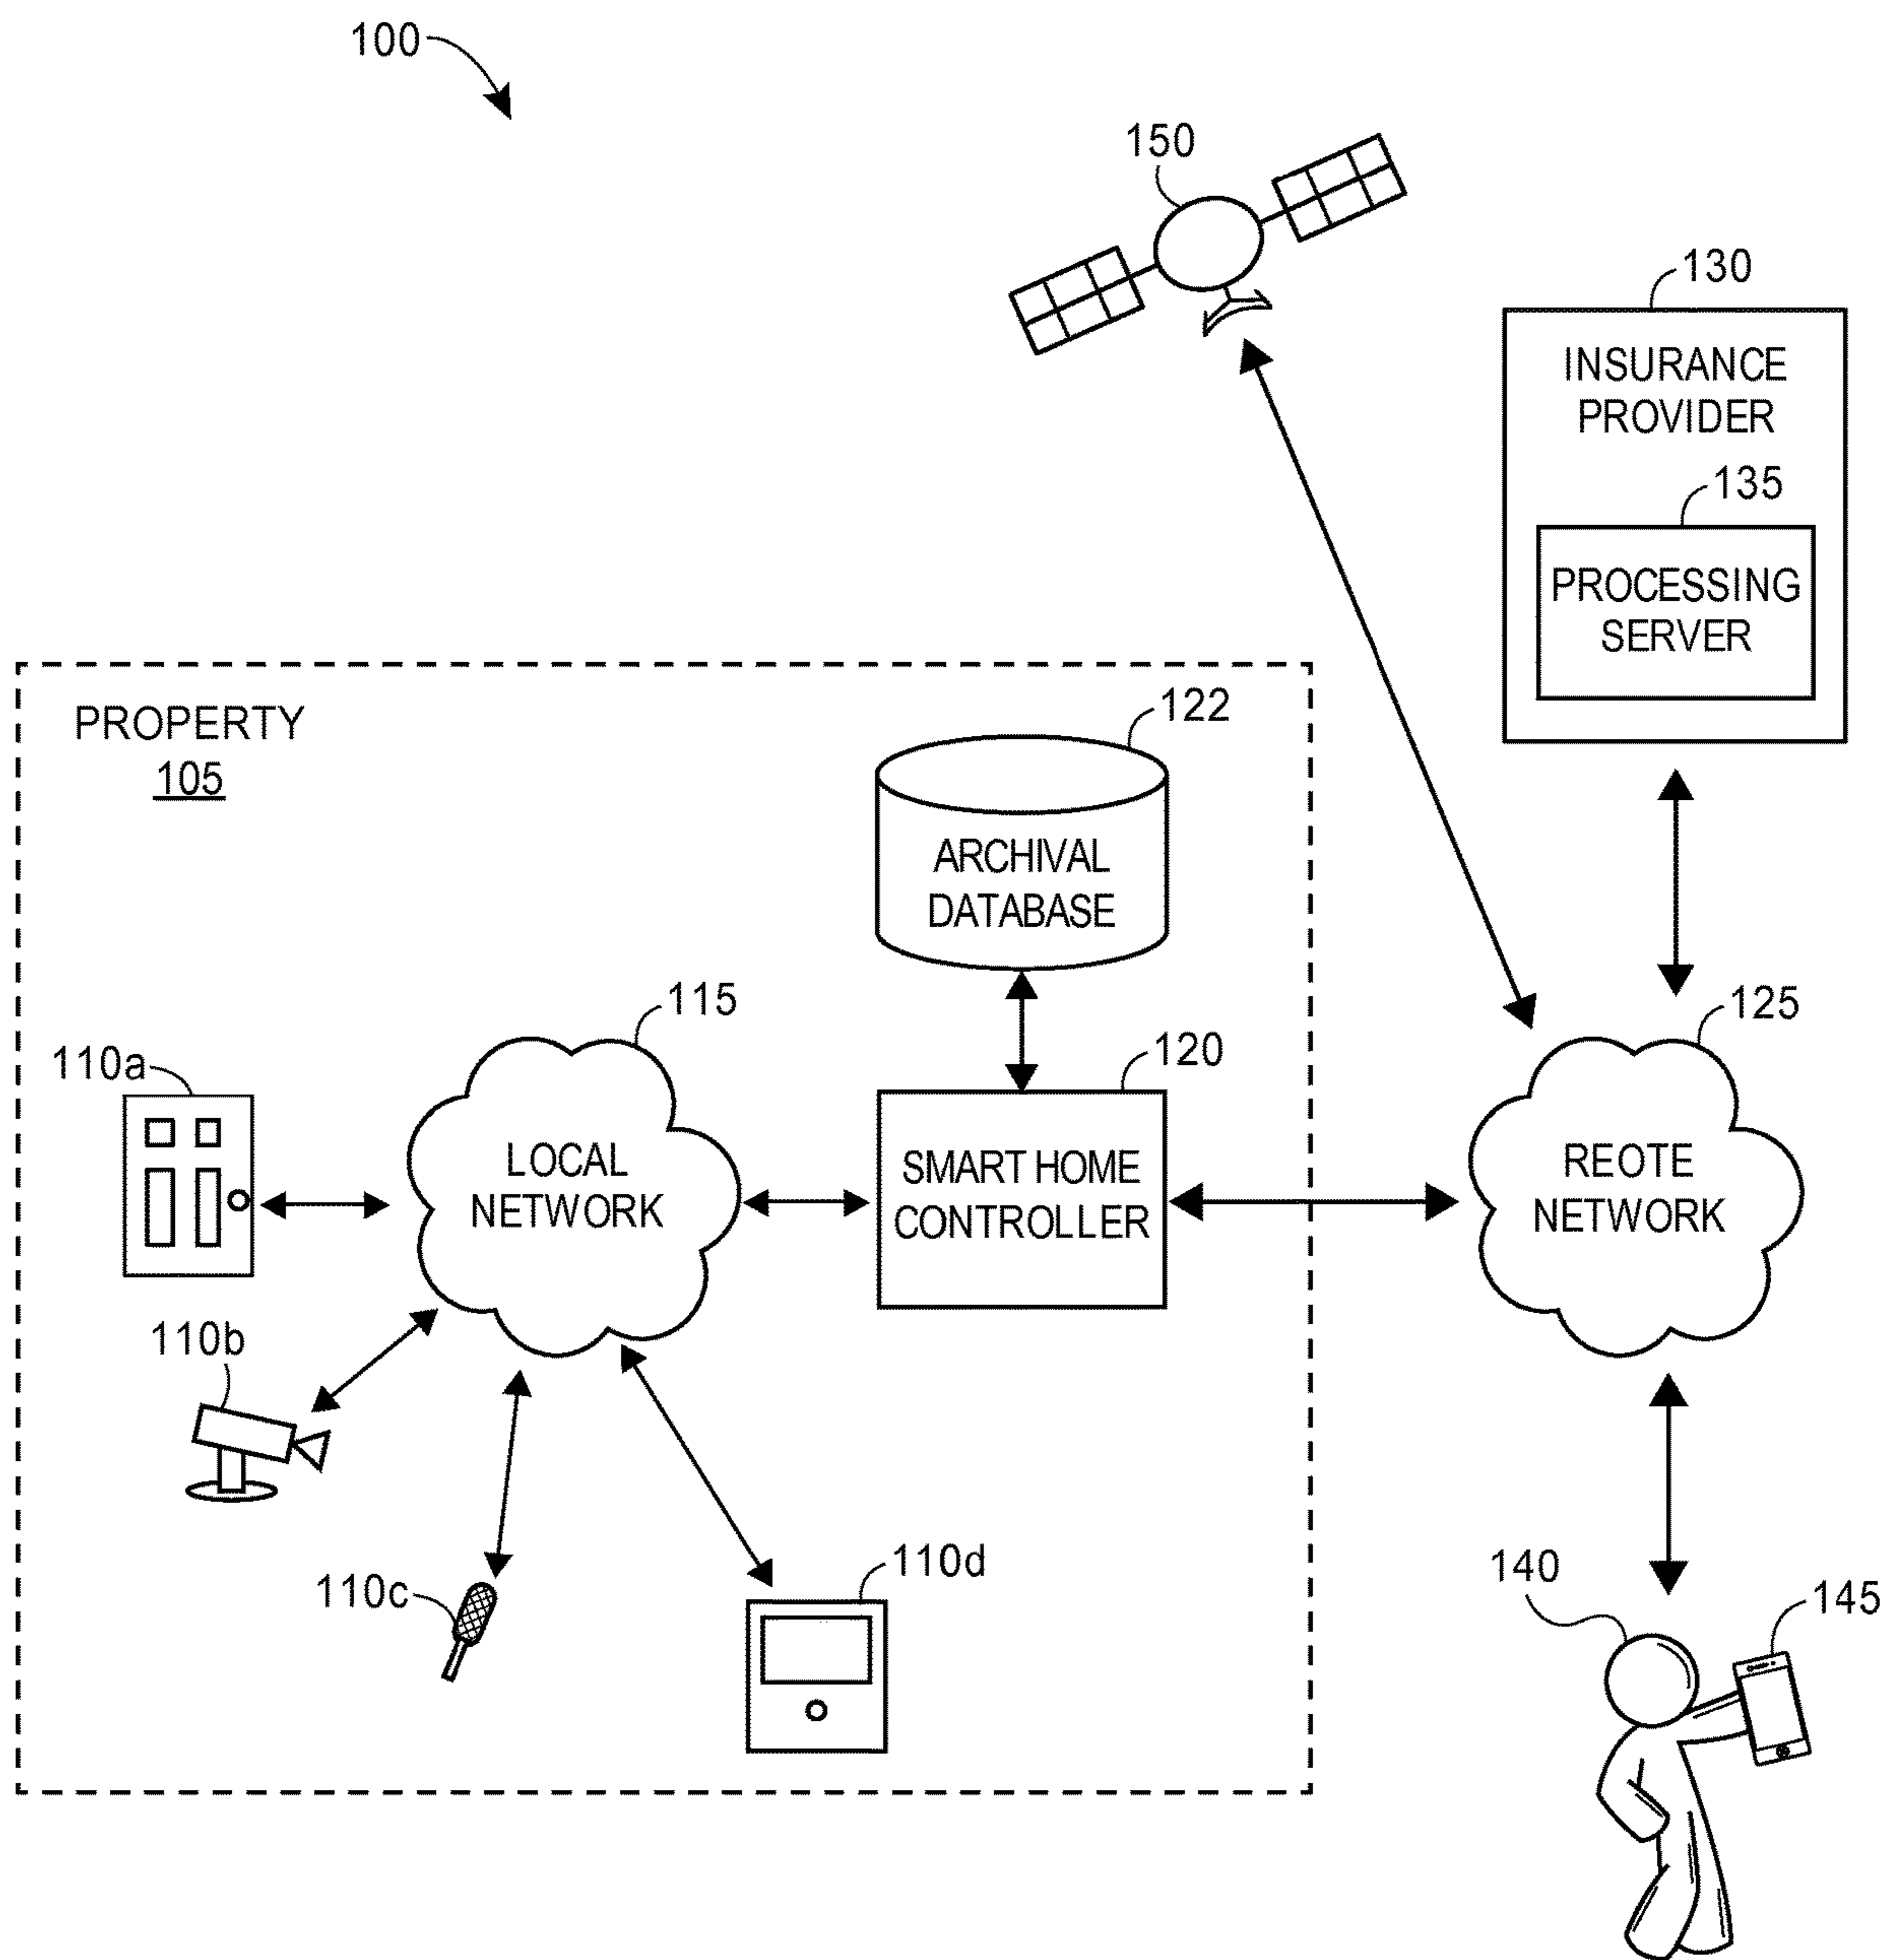 100
150
130
INSURANCE
PROVIDER
135
PROCESSING
SERVER
PROPERTY
105
122
ARCHIVAL
DATABASE
115
120
125
110a
LOCAL
NETWORK
SMART HOME
CONTROLLER
REOTE
NETWORK
110b
110c
110d
140
145